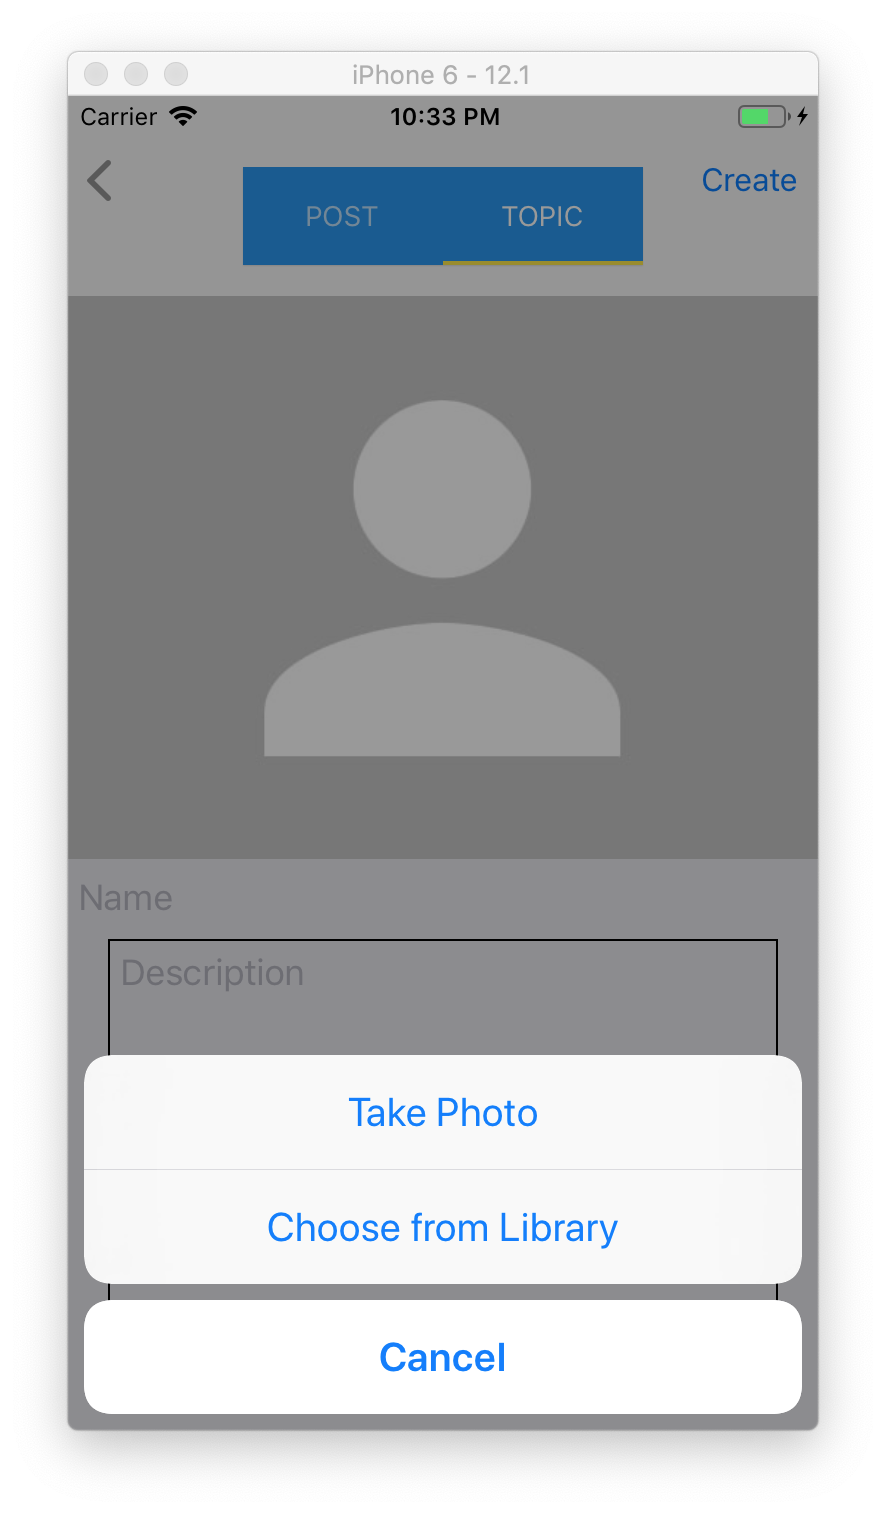 iPhone 6 - 12.1
Carrier 10:33 PM
Create
POST TOPIC
Name
Description
Take Photo
Choose from Library
Cancel